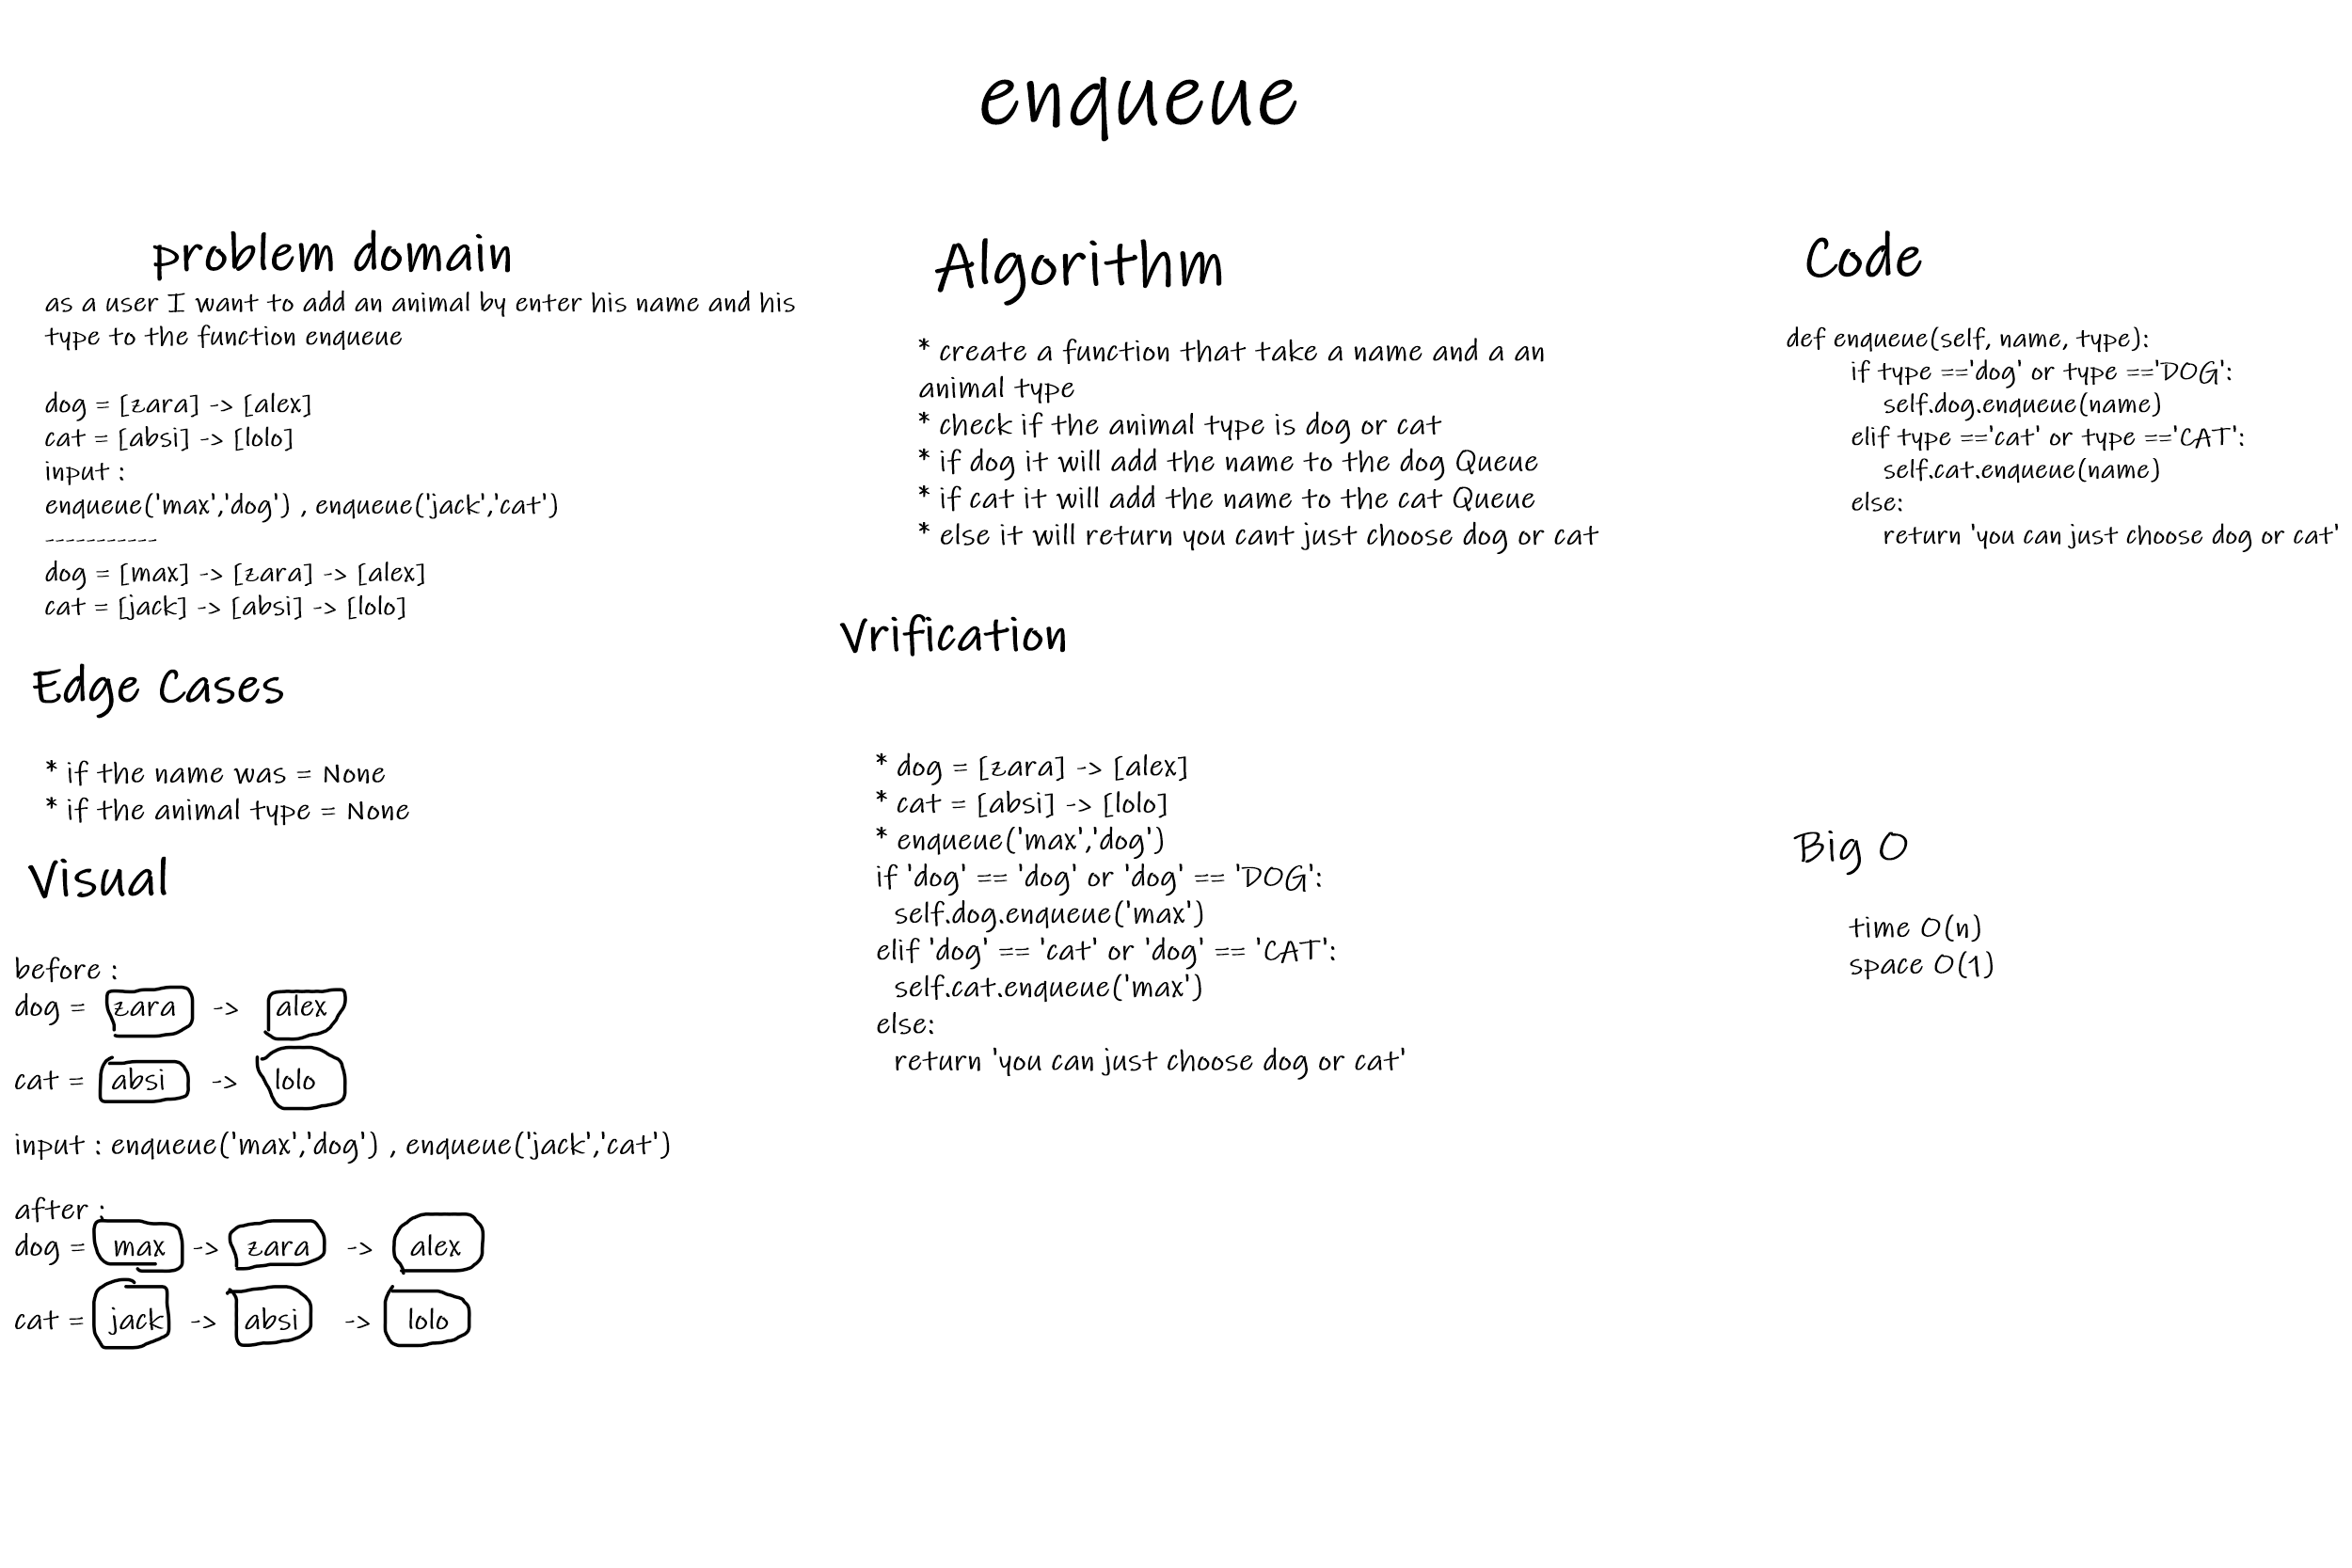 enqueue
problem domain
as a user I want to add an animal by enter his name and his
type to the function enqueue
dog = [zara] -> [alex]
cat = [absi] -> [lolo]
input :
enqueue('max','dog') , enqueue('jack','cat')
-----------
dog = [max] -> [zara] -> [alex]
cat = [jack] -> [absi] -> [lolo]
Edge Cases
* if the name was = None
* if the animal type = None
Visual
before :
dog = zara -> alex
cat = absi -> lolo
input : enqueue('max','dog') , enqueue('jack','cat')
after :
dog = max -> zara -> alex
cat = jack -> absi -> lolo
Algorithm
* create a function that take a name and a an
animal type
* check if the animal type is dog or cat
* if dog it will add the name to the dog Queue
* if cat it will add the name to the cat Queue
* else it will return you cant just choose dog or cat
Vrification
* dog = [zara] -> [alex]
* cat = [absi] -> [lolo]
* enqueue('max','dog')
if 'dog' == 'dog' or 'dog' == 'DOG':
self.dog.enqueue('max')
elif 'dog' == 'cat' or 'dog' == 'CAT':
self.cat.enqueue('max')
else:
return 'you can just choose dog or cat'
Code
def enqueue(self, name, type):
if type =='dog' or type =='DOG':
self.dog.enqueue(name)
elif type =='cat' or type =='CAT':
self.cat.enqueue(name)
else:
return 'you can just choose dog or cat'
Big O
time O(n)
space O(1)